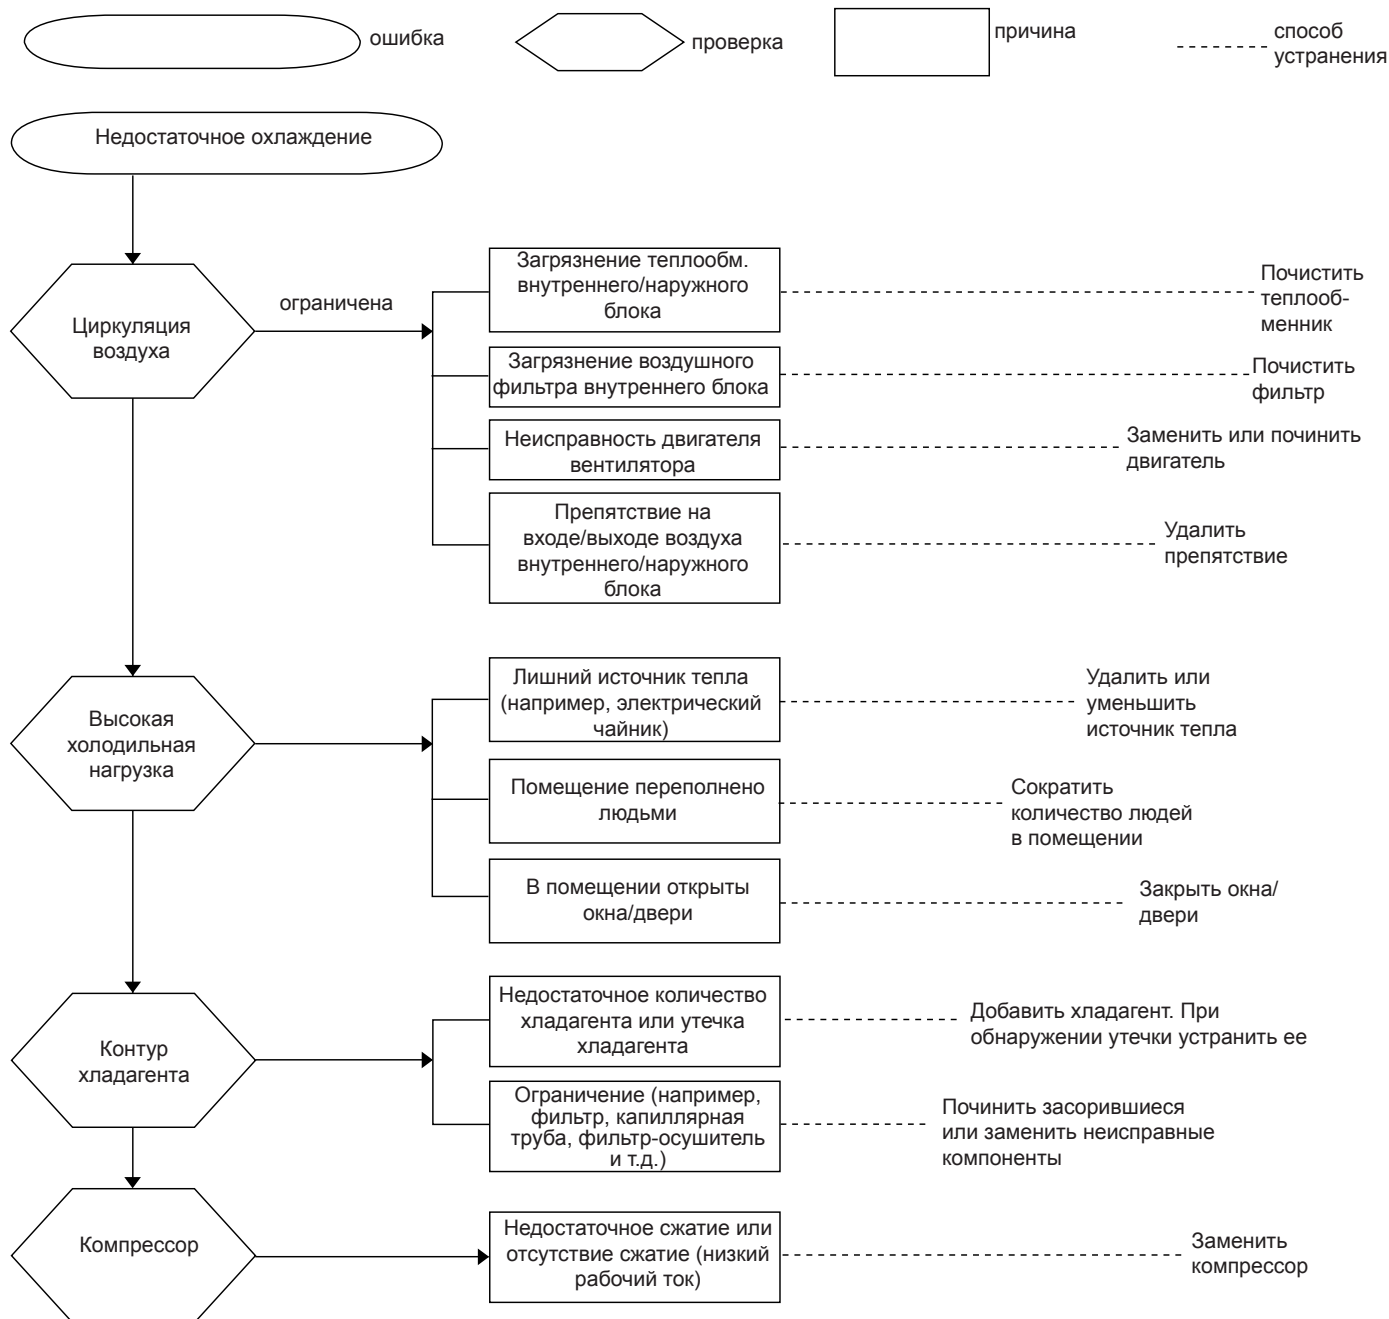 ошибка
проверка
причина
способ
устранения
Недостаточное охлаждение
Циркуляция
воздуха
ограничена
Загрязнение теплообм.
внутреннего/наружного
блока
Почистить
теплооб-
менник
Загрязнение воздушного
фильтра внутреннего блока
Почистить
фильтр
Неисправность двигателя
вентилятора
Заменить или починить
двигатель
Препятствие на
входе/выходе воздуха
внутреннего/наружного
блока
Удалить
препятствие
Высокая
холодильная
нагрузка
Лишний источник тепла
(например, электрический
чайник)
Удалить или
уменьшить
источник тепла
Помещение переполнено
людьми
Сократить
количество людей
в помещении
В помещении открыты
окна/двери
Закрыть окна/
двери
Контур
хладагента
Недостаточное количество
хладагента или утечка
хладагента
Добавить хладагент. При
обнаружении утечки устранить ее
Ограничение (например,
фильтр, капиллярная
труба, фильтр-осушитель
и т.д.)
Починить засорившиеся
или заменить неисправные
компоненты
Компрессор
Недостаточное сжатие или
отсутствие сжатие (низкий
рабочий ток)
Заменить
компрессор